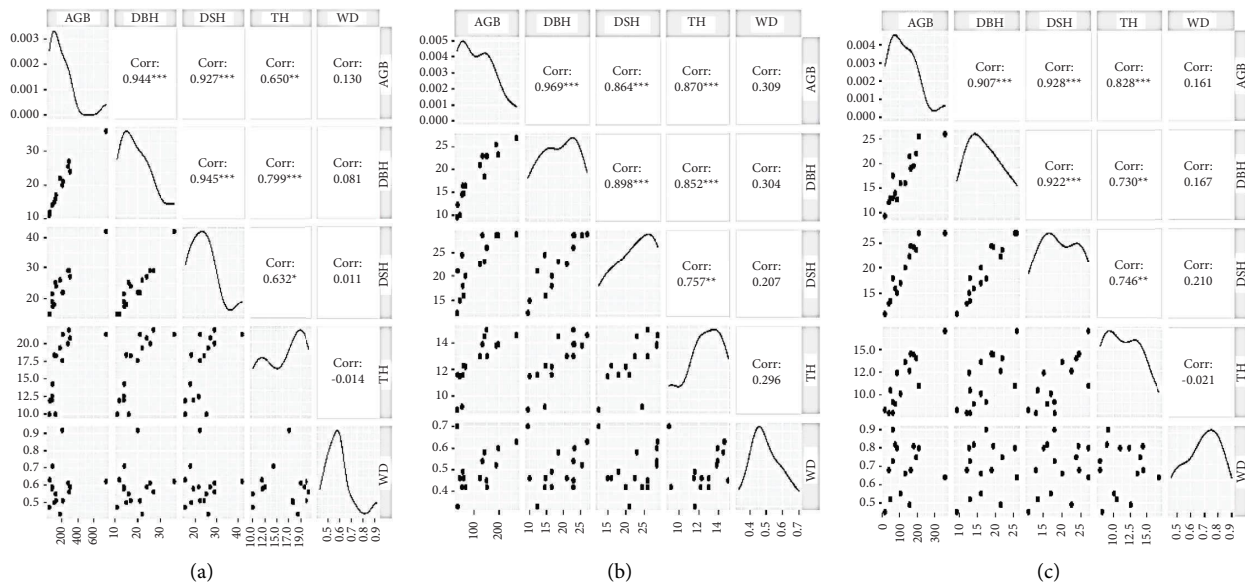 AGB DBH DSH TH WD
0.003
0.002
0.001
0.000
Corr:
0.944***
Corr:
0.927***
Corr:
0.650**
Corr:
0.130
AGB
30
20
10
Corr:
0.945***
Corr:
0.799***
Corr:
0.081
DBH
40
30
20
Corr:
0.632*
Corr:
0.011
DSH
20.0
17.5
15.0
12.5
10.0
Corr:
-0.014
TH
0.9
0.8
0.7
0.6
0.5
WD
200 400 600
10 20 30
20 30 40
10.0 12.0 15.0 17.0 19.0
0.5 0.6 0.7 0.8 0.9
(a)
AGB DBH DSH TH WD
0.005
0.004
0.003
0.002
0.001
0.000
Corr:
0.969***
Corr:
0.864***
Corr:
0.870***
Corr:
0.309
AGB
25
20
15
10
Corr:
0.898***
Corr:
0.852***
Corr:
0.304
DBH
25
20
15
Corr:
0.757**
Corr:
0.207
DSH
14
12
10
Corr:
0.296
TH
0.7
0.6
0.5
0.4
WD
100 200
10 15 20 25
15 20 25
10 12 14
0.4 0.5 0.6 0.7
(b)
AGB DBH DSH TH WD
0.004
0.003
0.002
0.001
0.000
Corr:
0.907***
Corr:
0.928***
Corr:
0.828***
Corr:
0.161
AGB
25
20
15
10
Corr:
0.922***
Corr:
0.730**
Corr:
0.167
DBH
25
20
15
Corr:
0.746**
Corr:
0.210
DSH
15.0
12.0
10.0
Corr:
-0.021
TH
0.9
0.8
0.7
0.6
0.5
WD
0 100 200 300
10 15 20 25
15 20 25
10.0 12.0 15.0
0.5 0.6 0.7 0.8 0.9
(c)